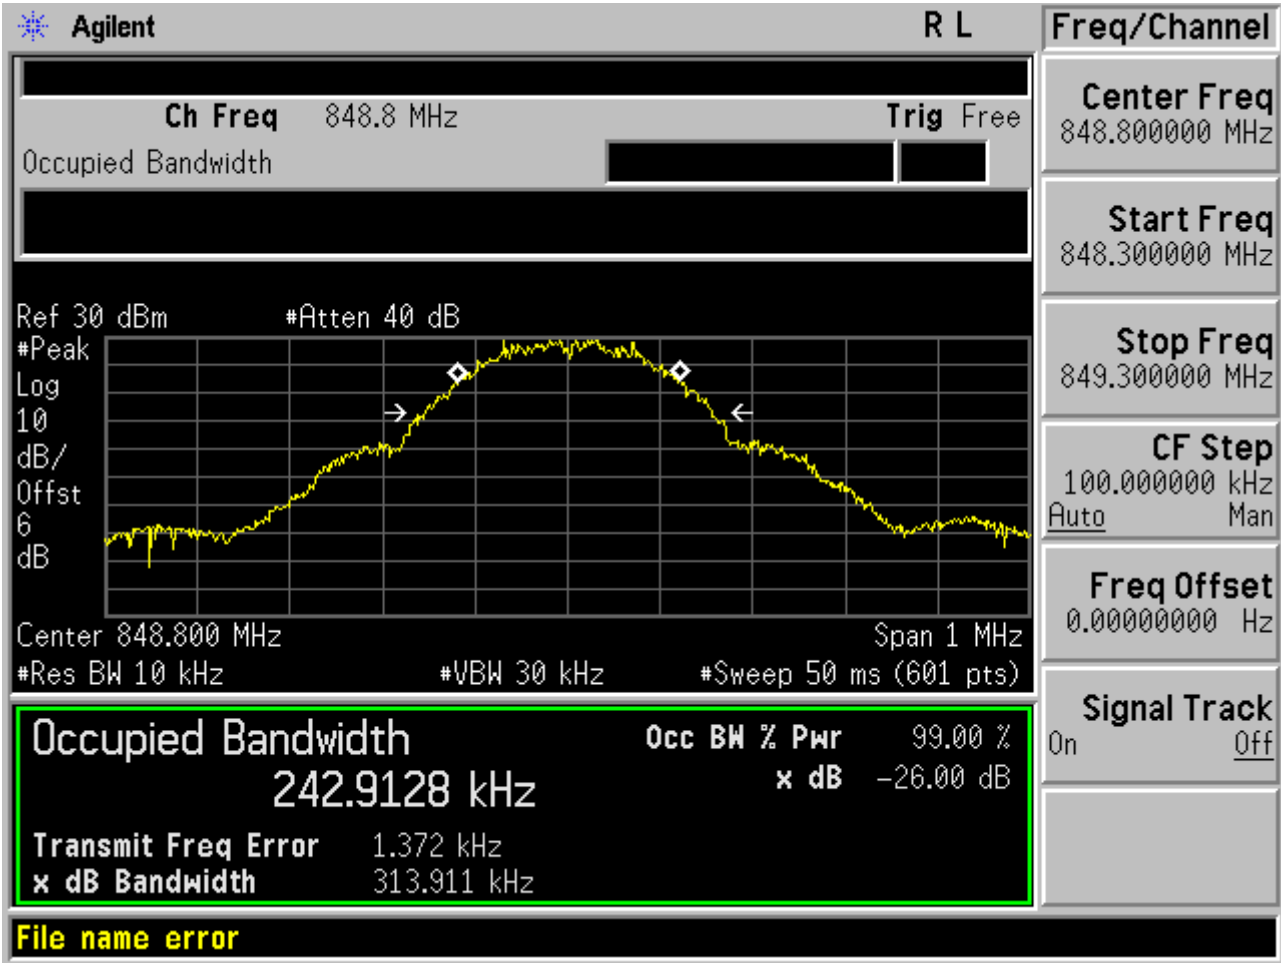 Agilent
R L
Freq/Channel
Ch Freq 848.8 MHz
Trig Free
Occupied Bandwidth
Center Freq
848.800000 MHz
Start Freq
848.300000 MHz
Stop Freq
849.300000 MHz
CF Step
100.000000 kHz
Auto Man
Freq Offset
0.00000000 Hz
Signal Track
On Off
Ref 30 dBm #Atten 40 dB
#Peak
Log
10
dB/
Offst
6
dB
Center 848.800 MHz Span 1 MHz
#Res BW 10 kHz #VBW 30 kHz #Sweep 50 ms (601 pts)
Occupied Bandwidth
242.9128 kHz
Occ BW % Pwr 99.00 %
x dB -26.00 dB
Transmit Freq Error 1.372 kHz
x dB Bandwidth 313.911 kHz
File name error